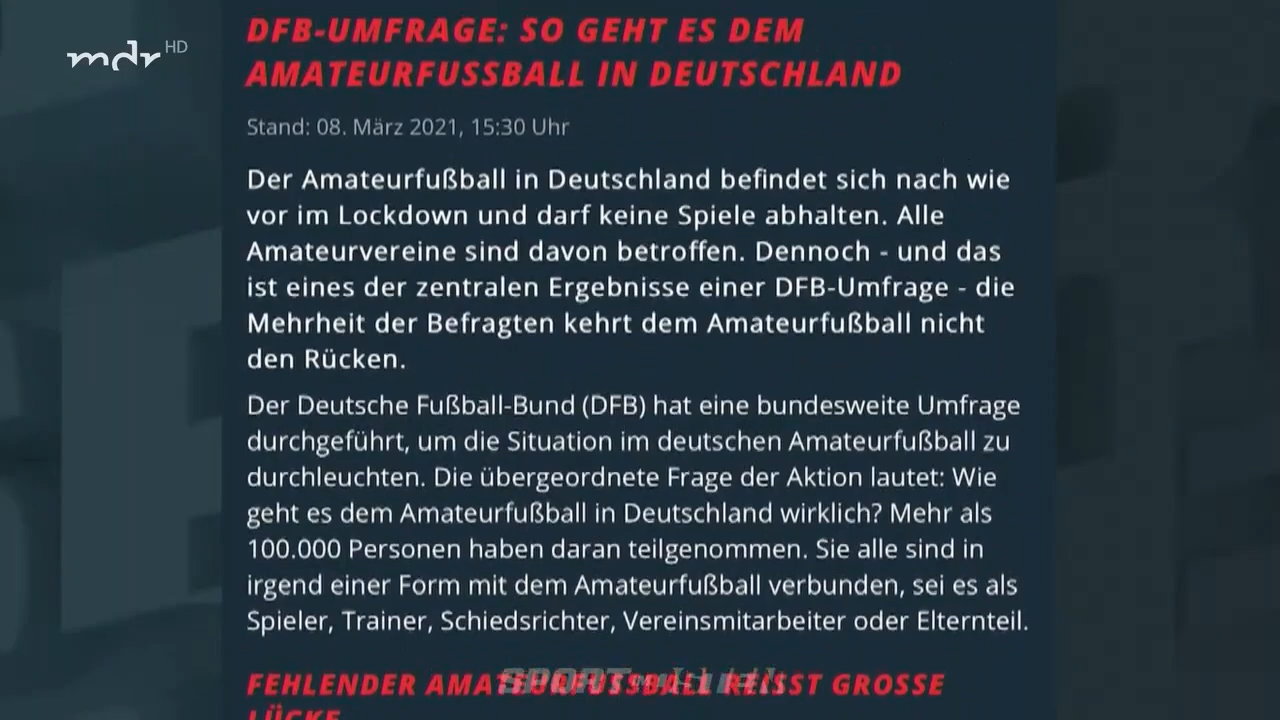 mdr HD
DFB-UMFRAGE: SO GEHT ES DEM
AMATEURFUSSBALL IN DEUTSCHLAND
Stand: 08. März 2021, 15:30 Uhr
Der Amateurfußball in Deutschland befindet sich nach wie
vor im Lockdown und darf keine Spiele abhalten. Alle
Amateurvereine sind davon betroffen. Dennoch - und das
ist eines der zentralen Ergebnisse einer DFB-Umfrage - die
Mehrheit der Befragten kehrt dem Amateurfußball nicht
den Rücken.
Der Deutsche Fußball-Bund (DFB) hat eine bundesweite Umfrage
durchgeführt, um die Situation im deutschen Amateurfußball zu
durchleuchten. Die übergeordnete Frage der Aktion lautet: Wie
geht es dem Amateurfußball in Deutschland wirklich? Mehr als
100.000 Personen haben daran teilgenommen. Sie alle sind in
irgend einer Form mit dem Amateurfußball verbunden, sei es als
Spieler, Trainer, Schiedsrichter, Vereinsmitarbeiter oder Elternteil.
FEHLENDER AMATEURFUSSBALL REISST GROSSE
LÜCKE
SPORT